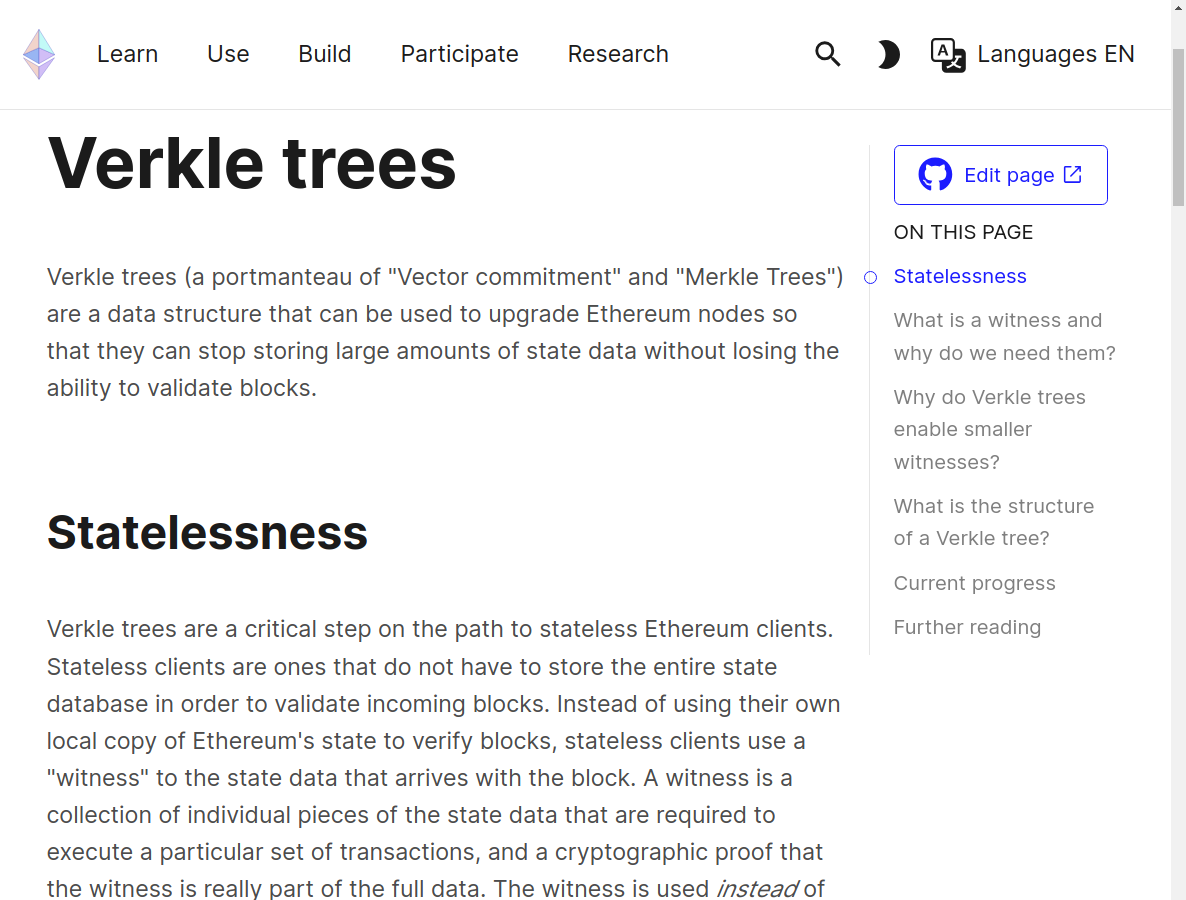 Learn Use Build Participate Research Languages EN
Verkle trees
Verkle trees (a portmanteau of "Vector commitment" and "Merkle Trees")
are a data structure that can be used to upgrade Ethereum nodes so
that they can stop storing large amounts of state data without losing the
ability to validate blocks.
Statelessness
Verkle trees are a critical step on the path to stateless Ethereum clients.
Stateless clients are ones that do not have to store the entire state
database in order to validate incoming blocks. Instead of using their own
local copy of Ethereum's state to verify blocks, stateless clients use a
"witness" to the state data that arrives with the block. A witness is a
collection of individual pieces of the state data that are required to
execute a particular set of transactions, and a cryptographic proof that
the witness is really part of the full data. The witness is used instead of
Edit page
ON THIS PAGE
Statelessness
What is a witness and
why do we need them?
Why do Verkle trees
enable smaller
witnesses?
What is the structure
of a Verkle tree?
Current progress
Further reading